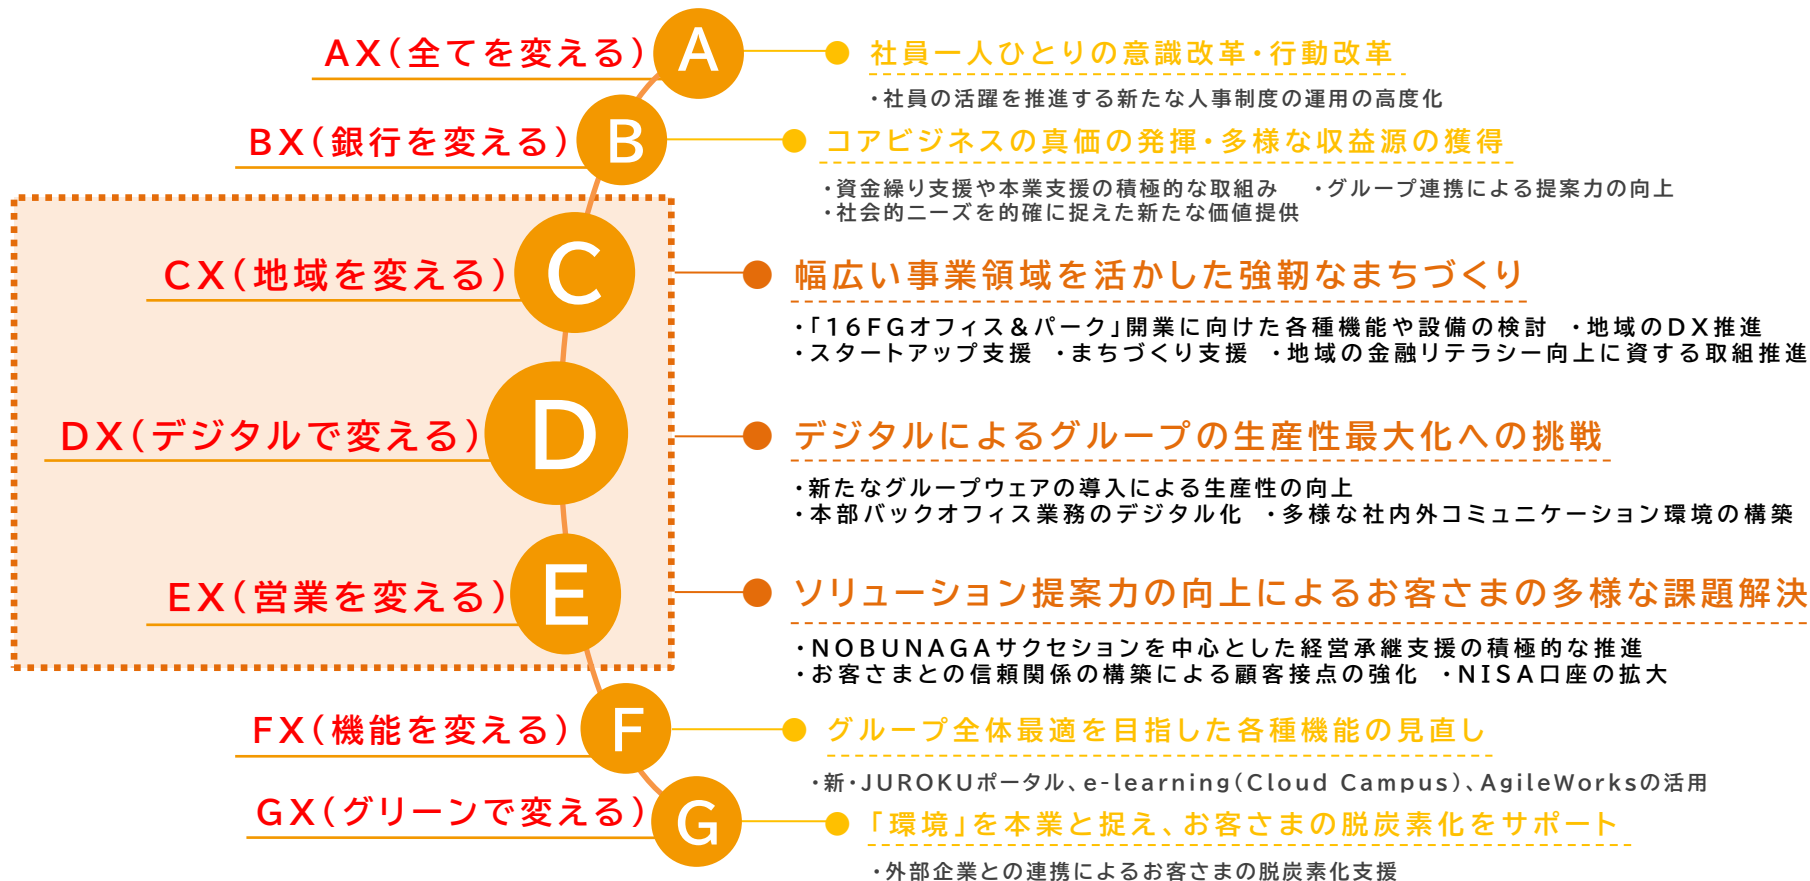 AX(全てを変える)
A
社員一人ひとりの意識改革・行動改革
・社員の活躍を推進する新たな人事制度の運用の高度化
BX(銀行を変える)
B
コアビジネスの真価の発揮・多様な収益源の獲得
・資金繰り支援や本業支援の積極的な取組み ・グループ連携による提案力の向上
・社会的ニーズを的確に捉えた新たな価値提供
CX(地域を変える)
C
幅広い事業領域を活かした強靭なまちづくり
・「16FGオフィス&パーク」開業に向けた各種機能や設備の検討 ・地域のDX推進
・スタートアップ支援 ・まちづくり支援 ・地域の金融リテラシー向上に資する取組推進
DX(デジタルで変える)
D
デジタルによるグループの生産性最大化への挑戦
・新たなグループウェアの導入による生産性の向上
・本部バックオフィス業務のデジタル化 ・多様な社内外コミュニケーション環境の構築
EX(営業を変える)
E
ソリューション提案力の向上によるお客さまの多様な課題解決
・NOBUNAGAサクセションを中心とした経営承継支援の積極的な推進
・お客さまとの信頼関係の構築による顧客接点の強化 ・NISA口座の拡大
FX(機能を変える)
F
グループ全体最適を目指した各種機能の見直し
・新・JUROKUポータル、e-learning(Cloud Campus)、AgileWorksの活用
GX(グリーンで変える)
G
「環境」を本業と捉え、お客さまの脱炭素化をサポート
・外部企業との連携によるお客さまの脱炭素化支援